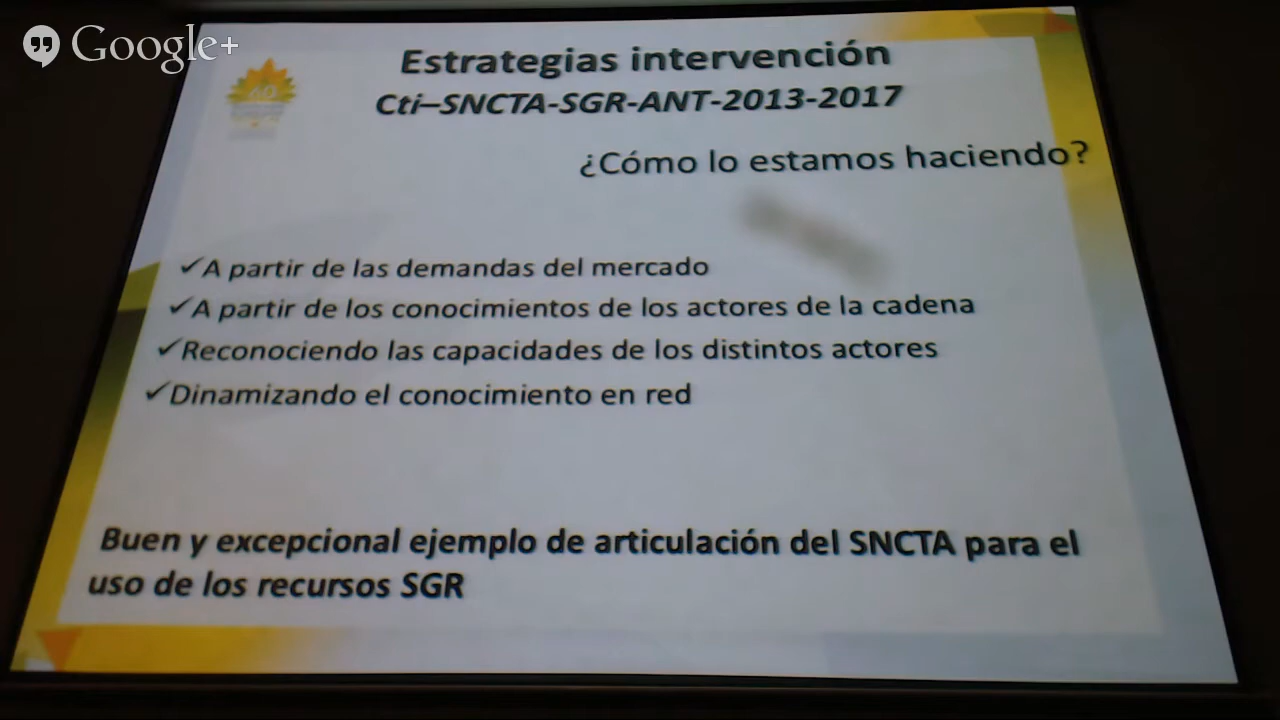 Google+
Estrategias intervención
Cti–SNCTA-SGR-ANT-2013-2017
¿Cómo lo estamos haciendo?
✓A partir de las demandas del mercado
✓A partir de los conocimientos de los actores de la cadena
✓Reconociendo las capacidades de los distintos actores
✓Dinamizando el conocimiento en red
Buen y excepcional ejemplo de articulación del SNCTA para el
uso de los recursos SGR